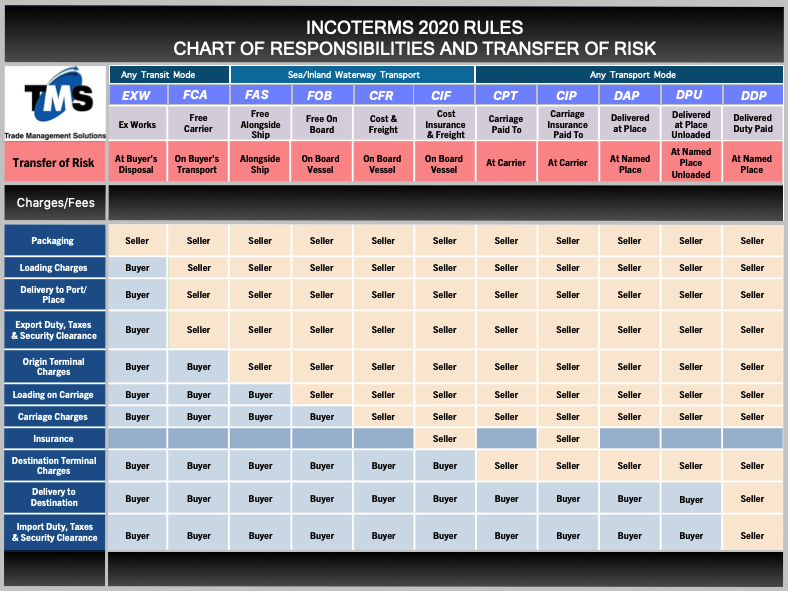 INCOTERMS 2020 RULES
CHART OF RESPONSIBILITIES AND TRANSFER OF RISK
TMS
Trade Management Solutions
Any Transit Mode Sea/Inland Waterway Transport Any Transport Mode
EXW FCA FAS FOB CFR CIF CPT CIP DAP DPU DDP
Ex Works
Free
Carrier
Free
Alongside
Ship
Free On
Board
Cost &
Freight
Cost
Insurance
& Freight
Carriage
Paid To
Carriage
Insurance
Paid To
Delivered
at Place
Delivered
at Place
Unloaded
Delivered
Duty Paid
Transfer of Risk
At Buyer's
Disposal
On Buyer's
Transport
Alongside
Ship
On Board
Vessel
On Board
Vessel
On Board
Vessel
At Carrier
At Carrier
At Named
Place
At Named
Place
Unloaded
At Named
Place
Charges/Fees
Packaging
Seller Seller Seller Seller Seller Seller Seller Seller Seller Seller Seller
Loading Charges
Buyer Seller Seller Seller Seller Seller Seller Seller Seller Seller Seller
Delivery to Port/
Place
Buyer Seller Seller Seller Seller Seller Seller Seller Seller Seller Seller
Export Duty, Taxes
& Security Clearance
Buyer Seller Seller Seller Seller Seller Seller Seller Seller Seller Seller
Origin Terminal
Charges
Buyer Buyer Seller Seller Seller Seller Seller Seller Seller Seller Seller
Loading on Carriage
Buyer Buyer Buyer Seller Seller Seller Seller Seller Seller Seller Seller
Carriage Charges
Buyer Buyer Buyer Buyer Seller Seller Seller Seller Seller Seller Seller
Insurance
Seller Seller
Destination Terminal
Charges
Buyer Buyer Buyer Buyer Buyer Buyer Seller Seller Seller Seller Seller
Delivery to
Destination
Buyer Buyer Buyer Buyer Buyer Buyer Buyer Buyer Buyer Buyer Seller
Import Duty, Taxes
& Security Clearance
Buyer Buyer Buyer Buyer Buyer Buyer Buyer Buyer Buyer Buyer Seller